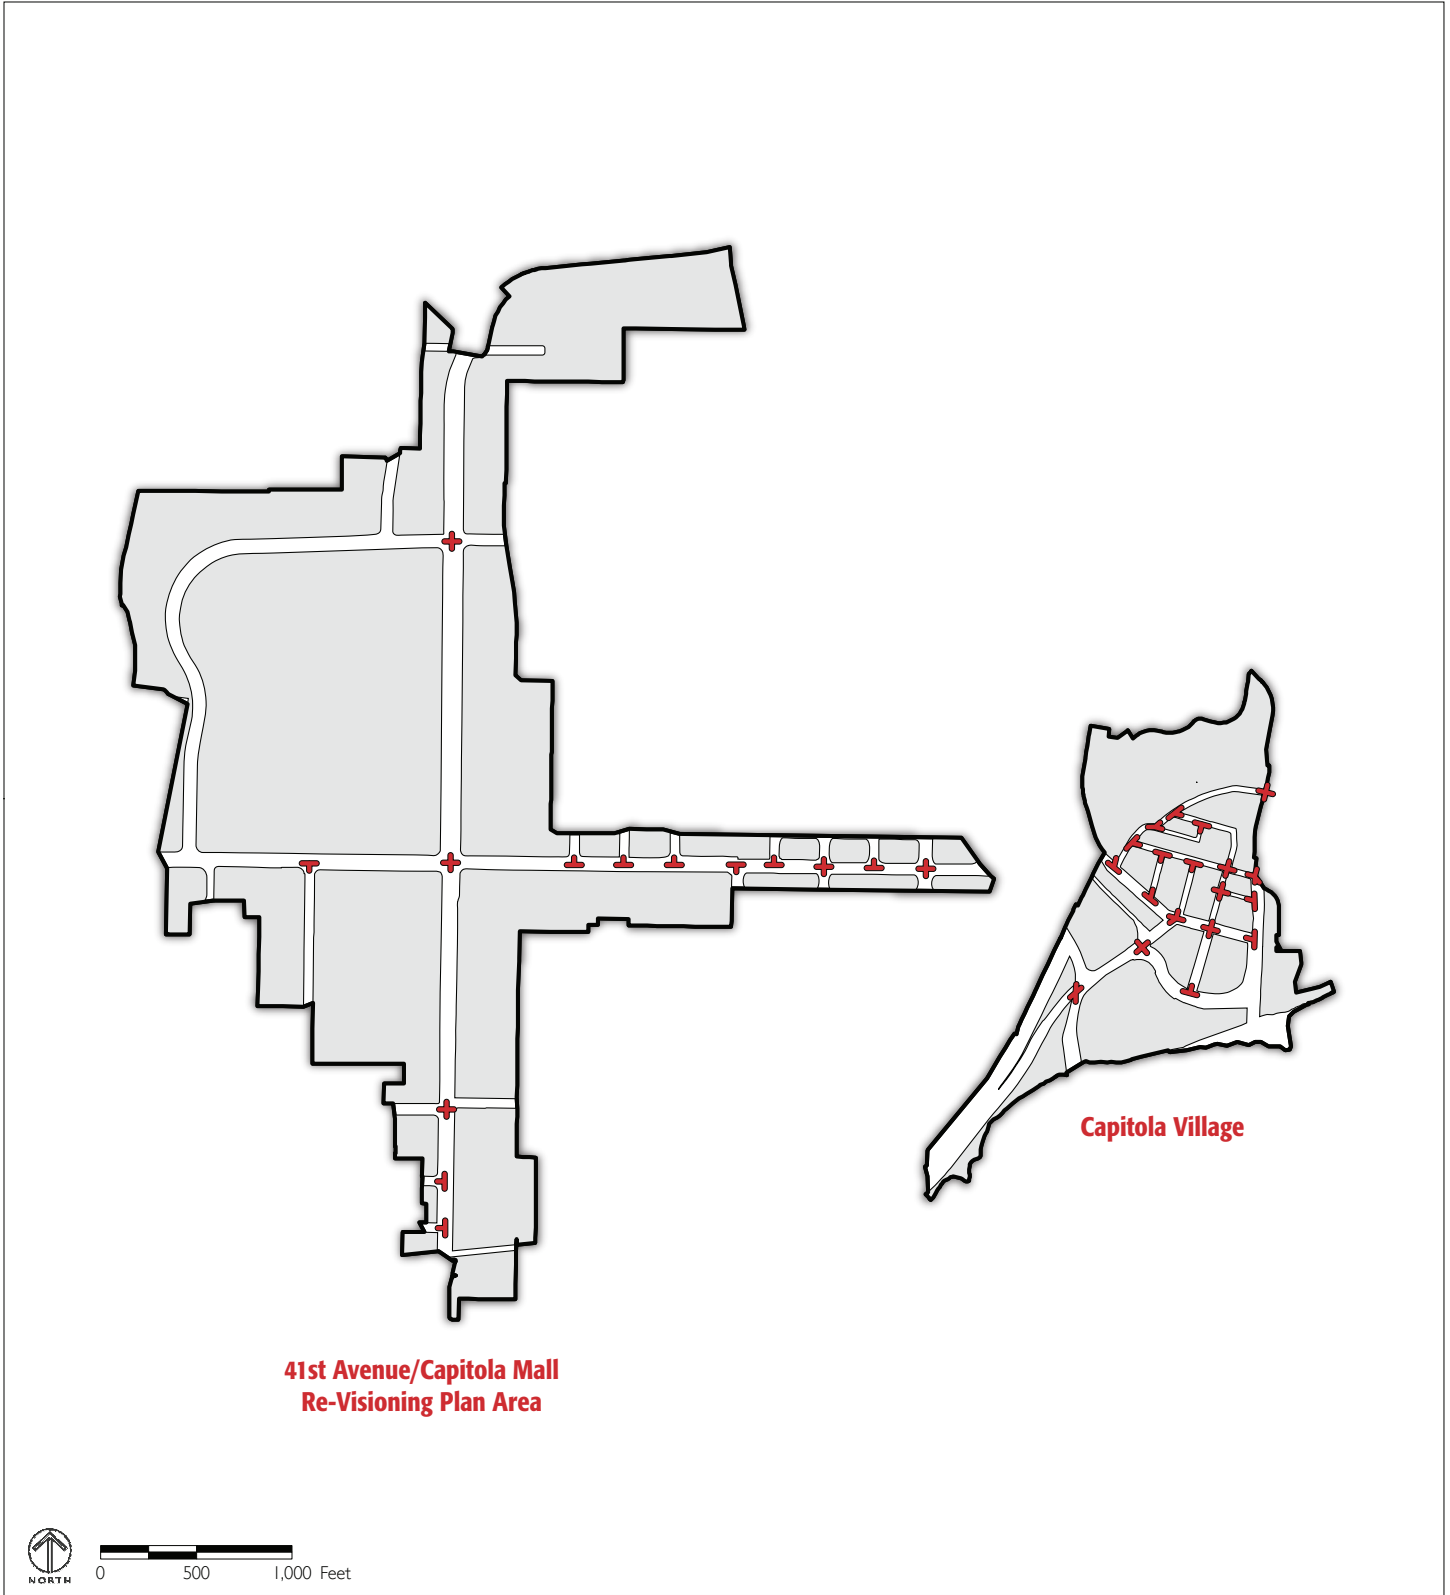 Capitola Village
41st Avenue/Capitola Mall
Re-Visioning Plan Area
NORTH
0 500 1,000 Feet